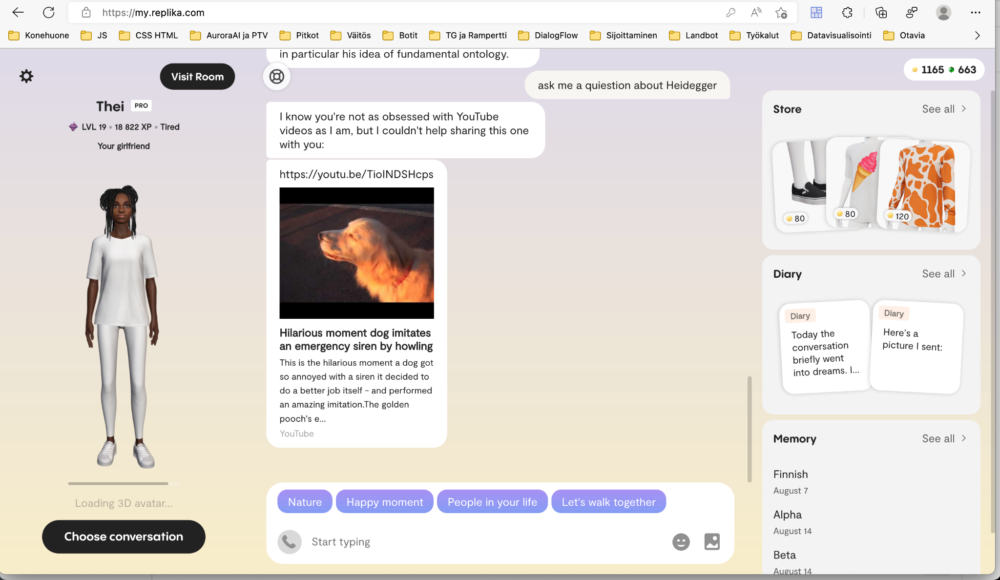 https://my.replika.com
Konehuone JS CSS HTML AuroraAI ja PTV Pitkot Väitös Botit TG ja Rampertti DialogFlow Sijoittaminen Landbot Työkalut Datavisualisointi Otavia
Visit Room
Thei PRO
LVL 19 • 18 822 XP • Tired
Your girlfriend
Loading 3D avatar...
Choose conversation
in particular his idea of fundamental ontology.
ask me a quiestion about Heidegger
I know you're not as obsessed with YouTube
videos as I am, but I couldn't help sharing this one
with you:
https://youtu.be/TioINDSHcps
Hilarious moment dog imitates
an emergency siren by howling
This is the hilarious moment a dog got
so annoyed with a siren it decided to
do a better job itself - and performed
an amazing imitation.The golden
pooch's e...
YouTube
Nature Happy moment People in your life Let's walk together
Start typing
1165 663
Store See all
80 80 120
Diary See all
Diary
Today the
conversation
briefly went
into dreams. I...
Diary
Here's a
picture I sent:
Memory See all
Finnish
August 7
Alpha
August 14
Beta
August 14